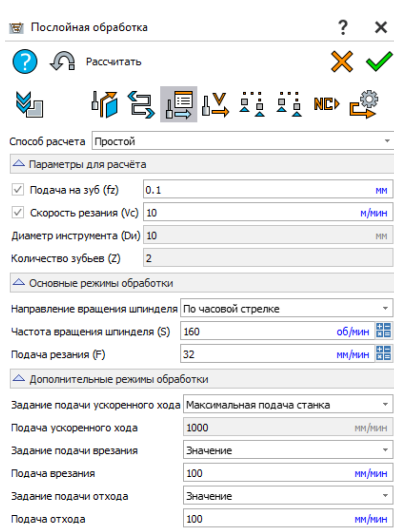 Послойная обработка ? ✕
? Рассчитать
NC
Способ расчета Простой
Параметры для расчёта
Подача на зуб (fz) 0.1 мм
Скорость резания (Vc) 10 м/мин
Диаметр инструмента (Dи) 10 мм
Количество зубьев (Z) 2
Основные режимы обработки
Направление вращения шпинделя По часовой стрелке
Частота вращения шпинделя (S) 160 об/мин
Подача резания (F) 32 мм/мин
Дополнительные режимы обработки
Задание подачи ускоренного хода Максимальная подача станка
Подача ускоренного хода 1000 мм/мин
Задание подачи врезания Значение
Подача врезания 100 мм/мин
Задание подачи отхода Значение
Подача отхода 100 мм/мин